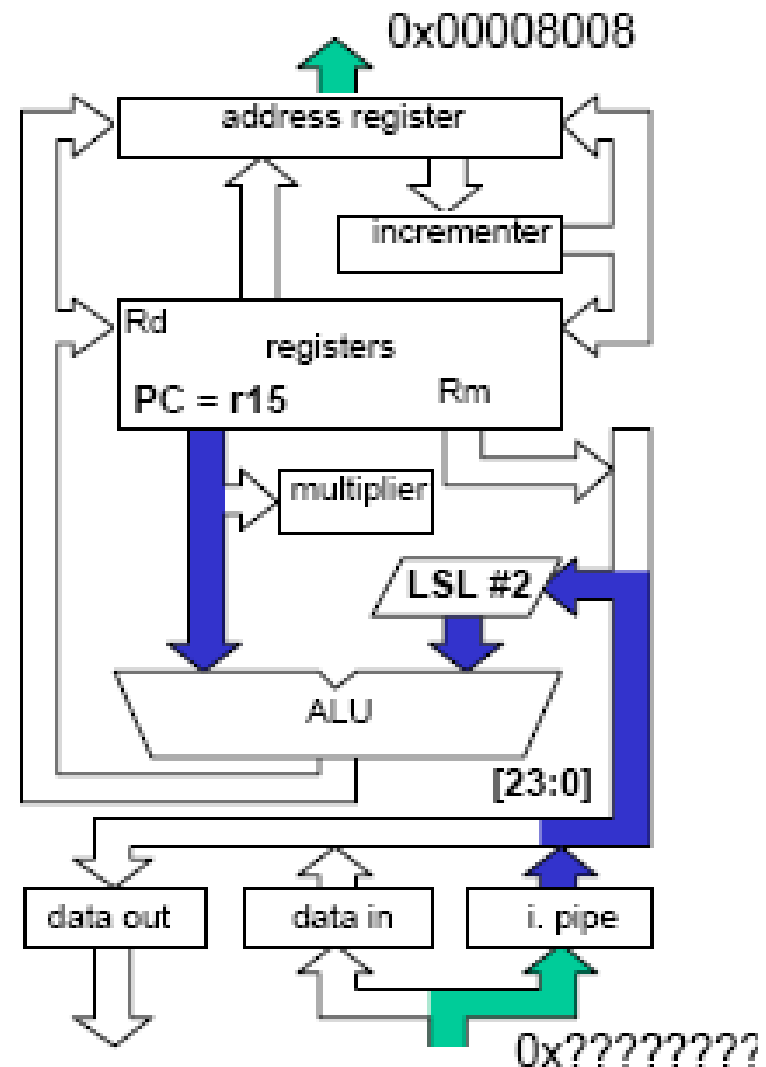 0x00008008
address register
incrementer
Rd
registers
PC = r15
Rm
multiplier
LSL #2
ALU
[23:0]
data out
data in
i. pipe
0x????????